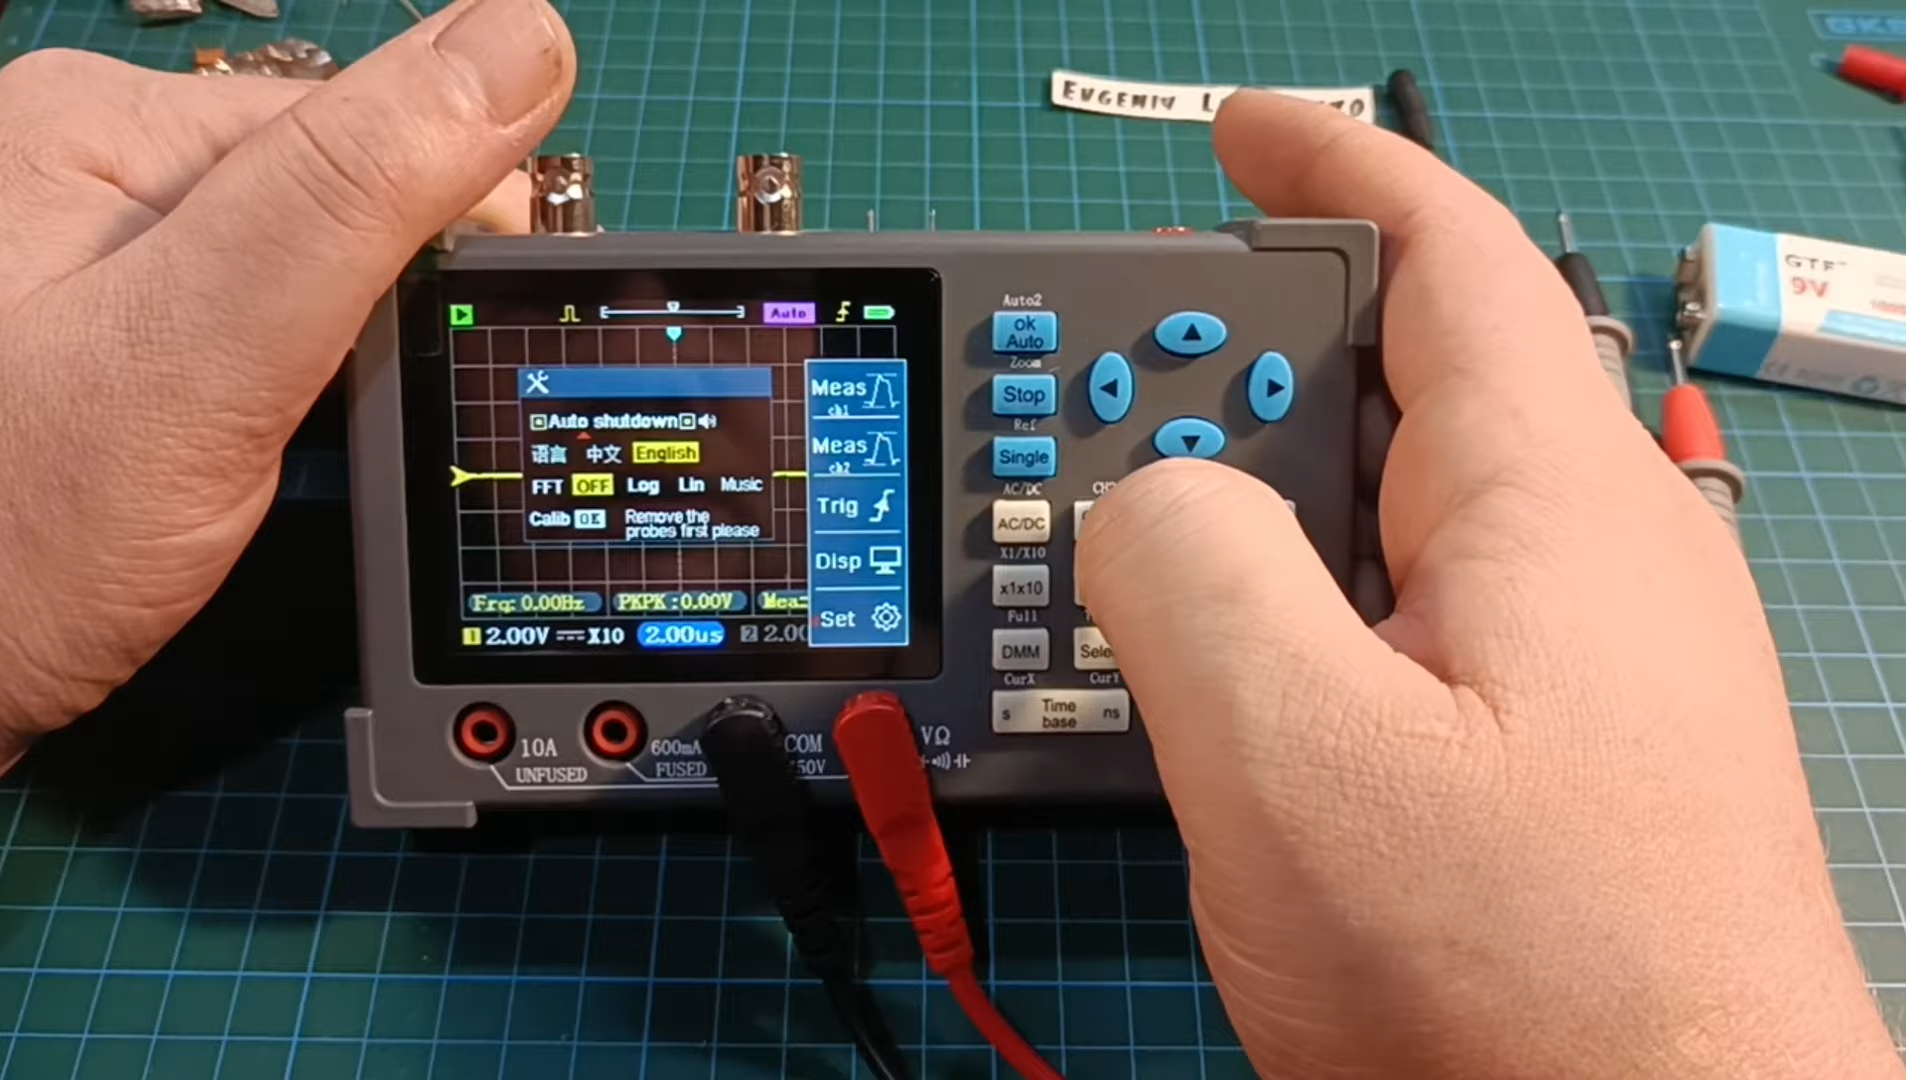 EVGENIY
GTF
9V
Auto
Auto shutdown
语言 中文 English
FFT OFF Log Lin Music
Calib OK Remove the
probes first please
Frq:0.00Hz PKPK:0.00V
1 2.00V X10 2.00us 2
Meas
ch1
Meas
ch2
Trig
Disp
Set
Auto2
ok
Auto
Zoom
Stop
Ref
Single
AC/DC
AC/DC
X1/X10
x1x10
Full
DMM
CurX CurY
s Time
base ns
10A
UNFUSED
600mA
FUSED
COM
VΩ